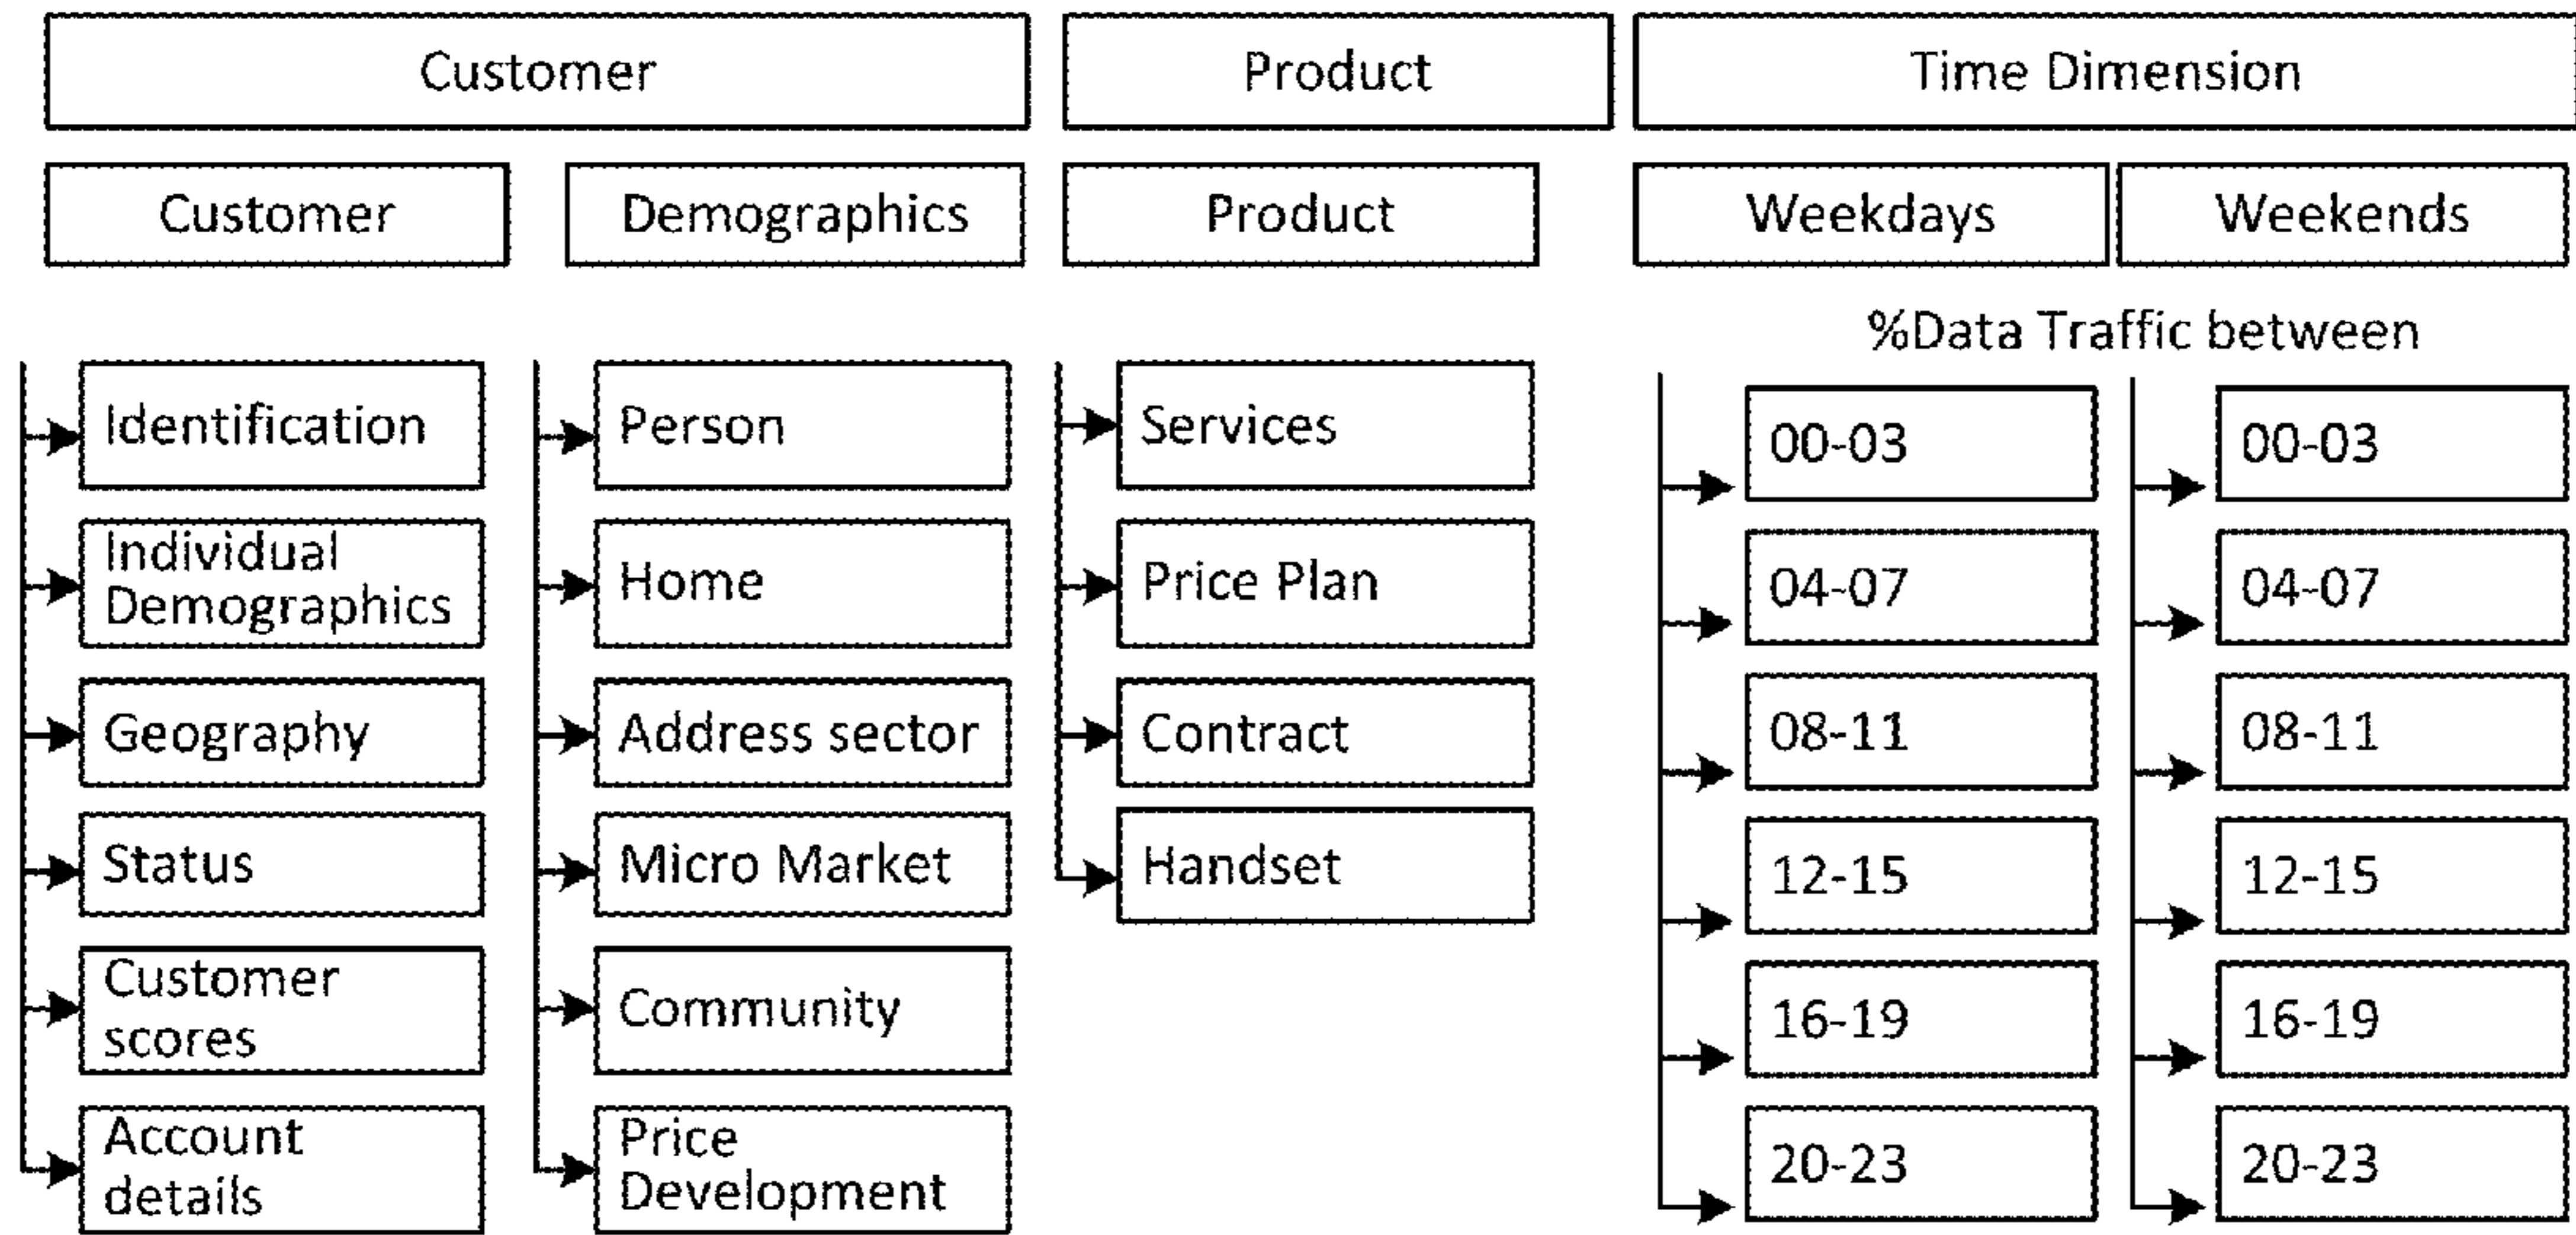 Customer
Product
Time Dimension
Customer
Demographics
Product
Weekdays
Weekends
%Data Traffic between
Identification
Individual
Demographics
Geography
Status
Customer
scores
Account
details
Person
Home
Address sector
Micro Market
Community
Price
Development
Services
Price Plan
Contract
Handset
00-03
04-07
08-11
12-15
16-19
20-23
00-03
04-07
08-11
12-15
16-19
20-23